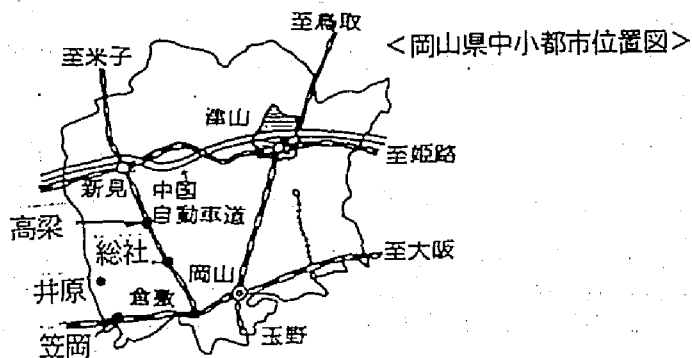 <岡山県中小都市位置図>
至鳥取
至米子
津山
至姫路
新見
中国
自動車道
高梁
総社
岡山
至大阪
井原
倉敷
笠岡
玉野